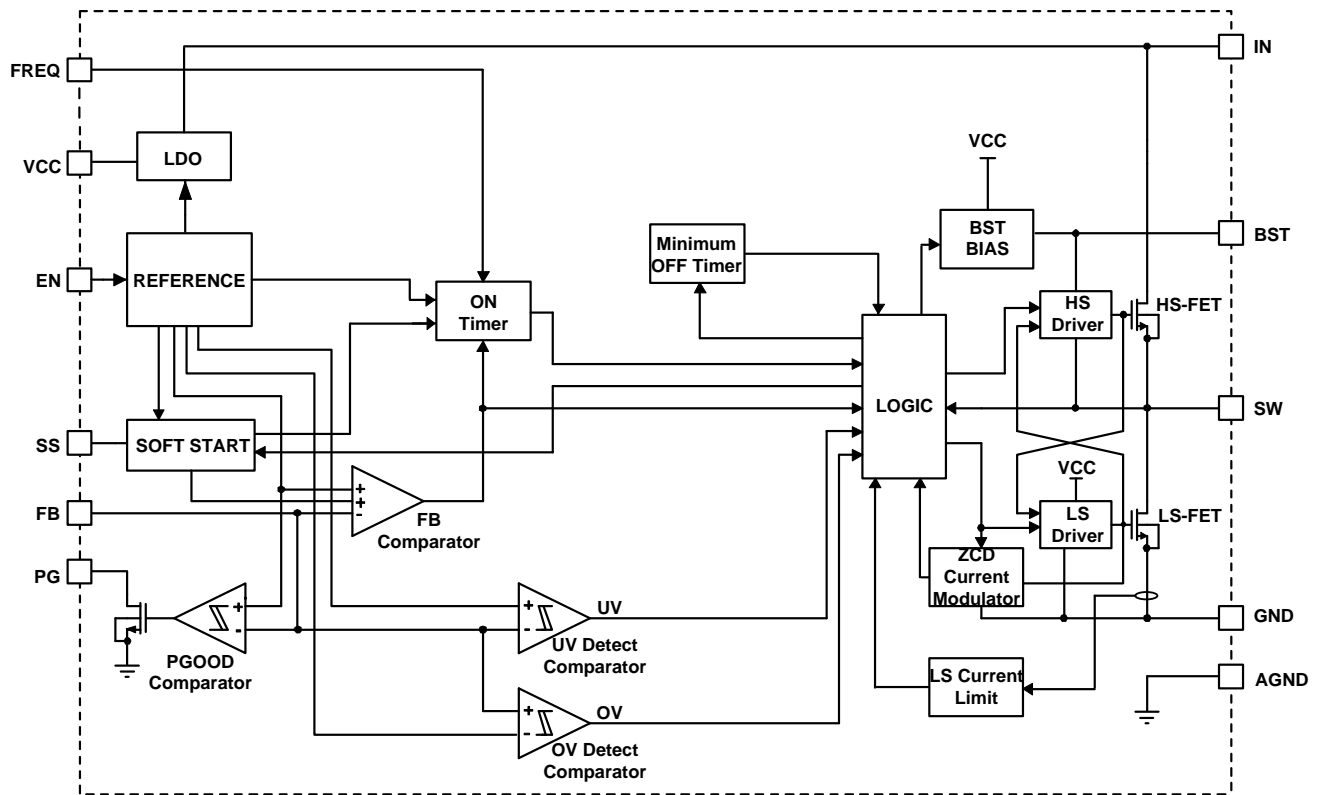 FREQ
IN
VCC
LDO
VCC
BST
BIAS
BST
Minimum
OFF Timer
EN
REFERENCE
ON
Timer
HS
Driver
HS-FET
LOGIC
SW
SS
SOFT START
VCC
+
+
-
FB
FB
Comparator
LS
Driver
LS-FET
ZCD
Current
Modulator
PG
+
-
PGOOD
Comparator
+
-
UV
UV Detect
Comparator
GND
LS Current
Limit
AGND
+
-
OV
OV Detect
Comparator